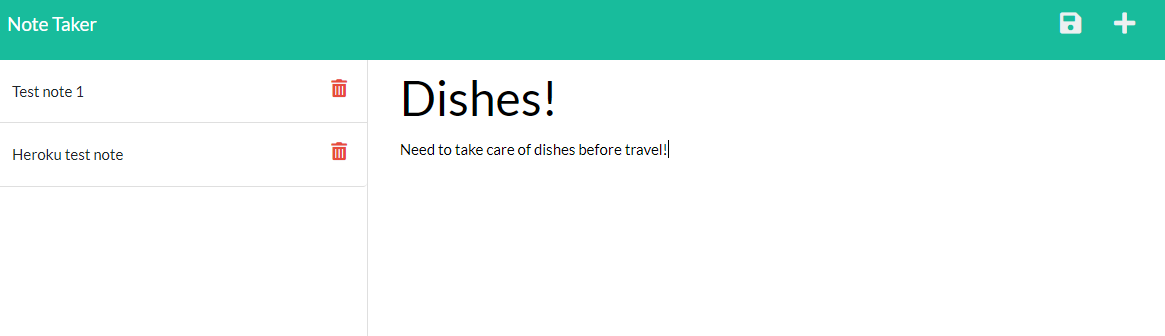 Note Taker
Test note 1
Heroku test note
Dishes!
Need to take care of dishes before travel!